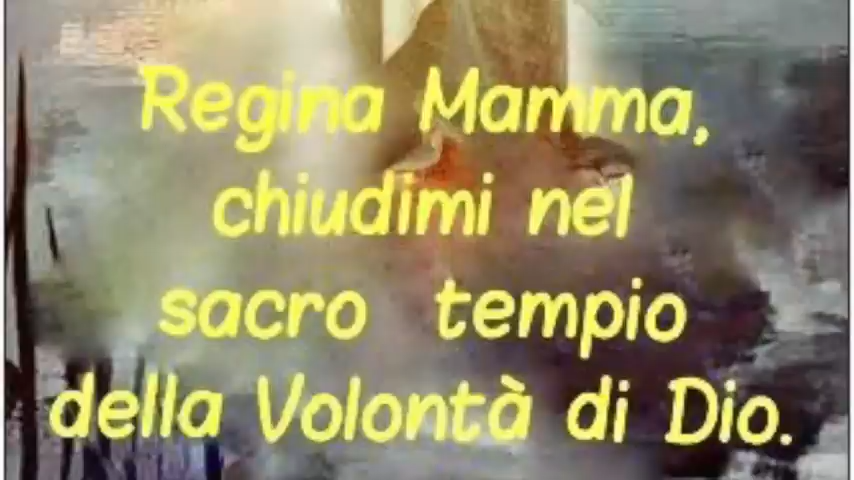 Regina Mamma,
chiudimi nel
sacro tempio
della Volontà di Dio.